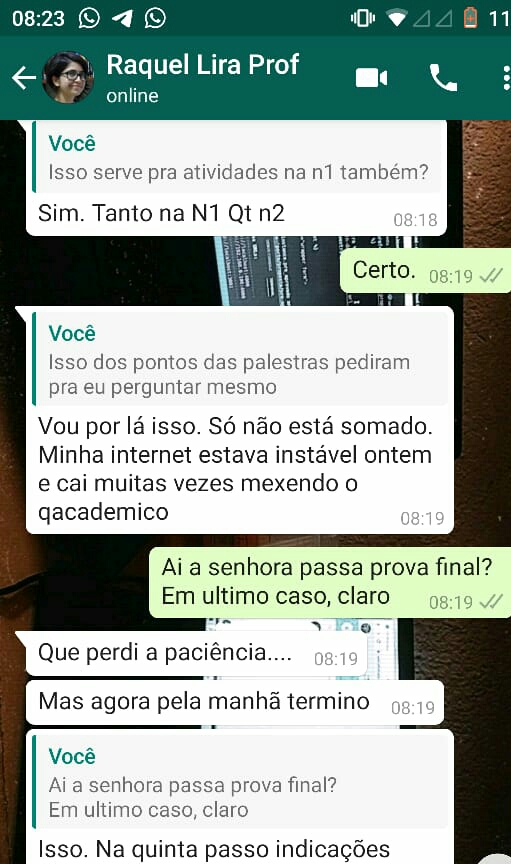 08:23
11
Raquel Lira Prof
online
Você
Isso serve pra atividades na n1 também?
Sim. Tanto na N1 Qt n2
08:18
Certo.
08:19
Você
Isso dos pontos das palestras pediram
pra eu perguntar mesmo
Vou por lá isso. Só não está somado.
Minha internet estava instável ontem
e cai muitas vezes mexendo o
qacademico
08:19
Ai a senhora passa prova final?
Em ultimo caso, claro
08:19
Que perdi a paciência....
08:19
Mas agora pela manhã termino
08:19
Você
Ai a senhora passa prova final?
Em ultimo caso, claro
Isso. Na quinta passo indicações